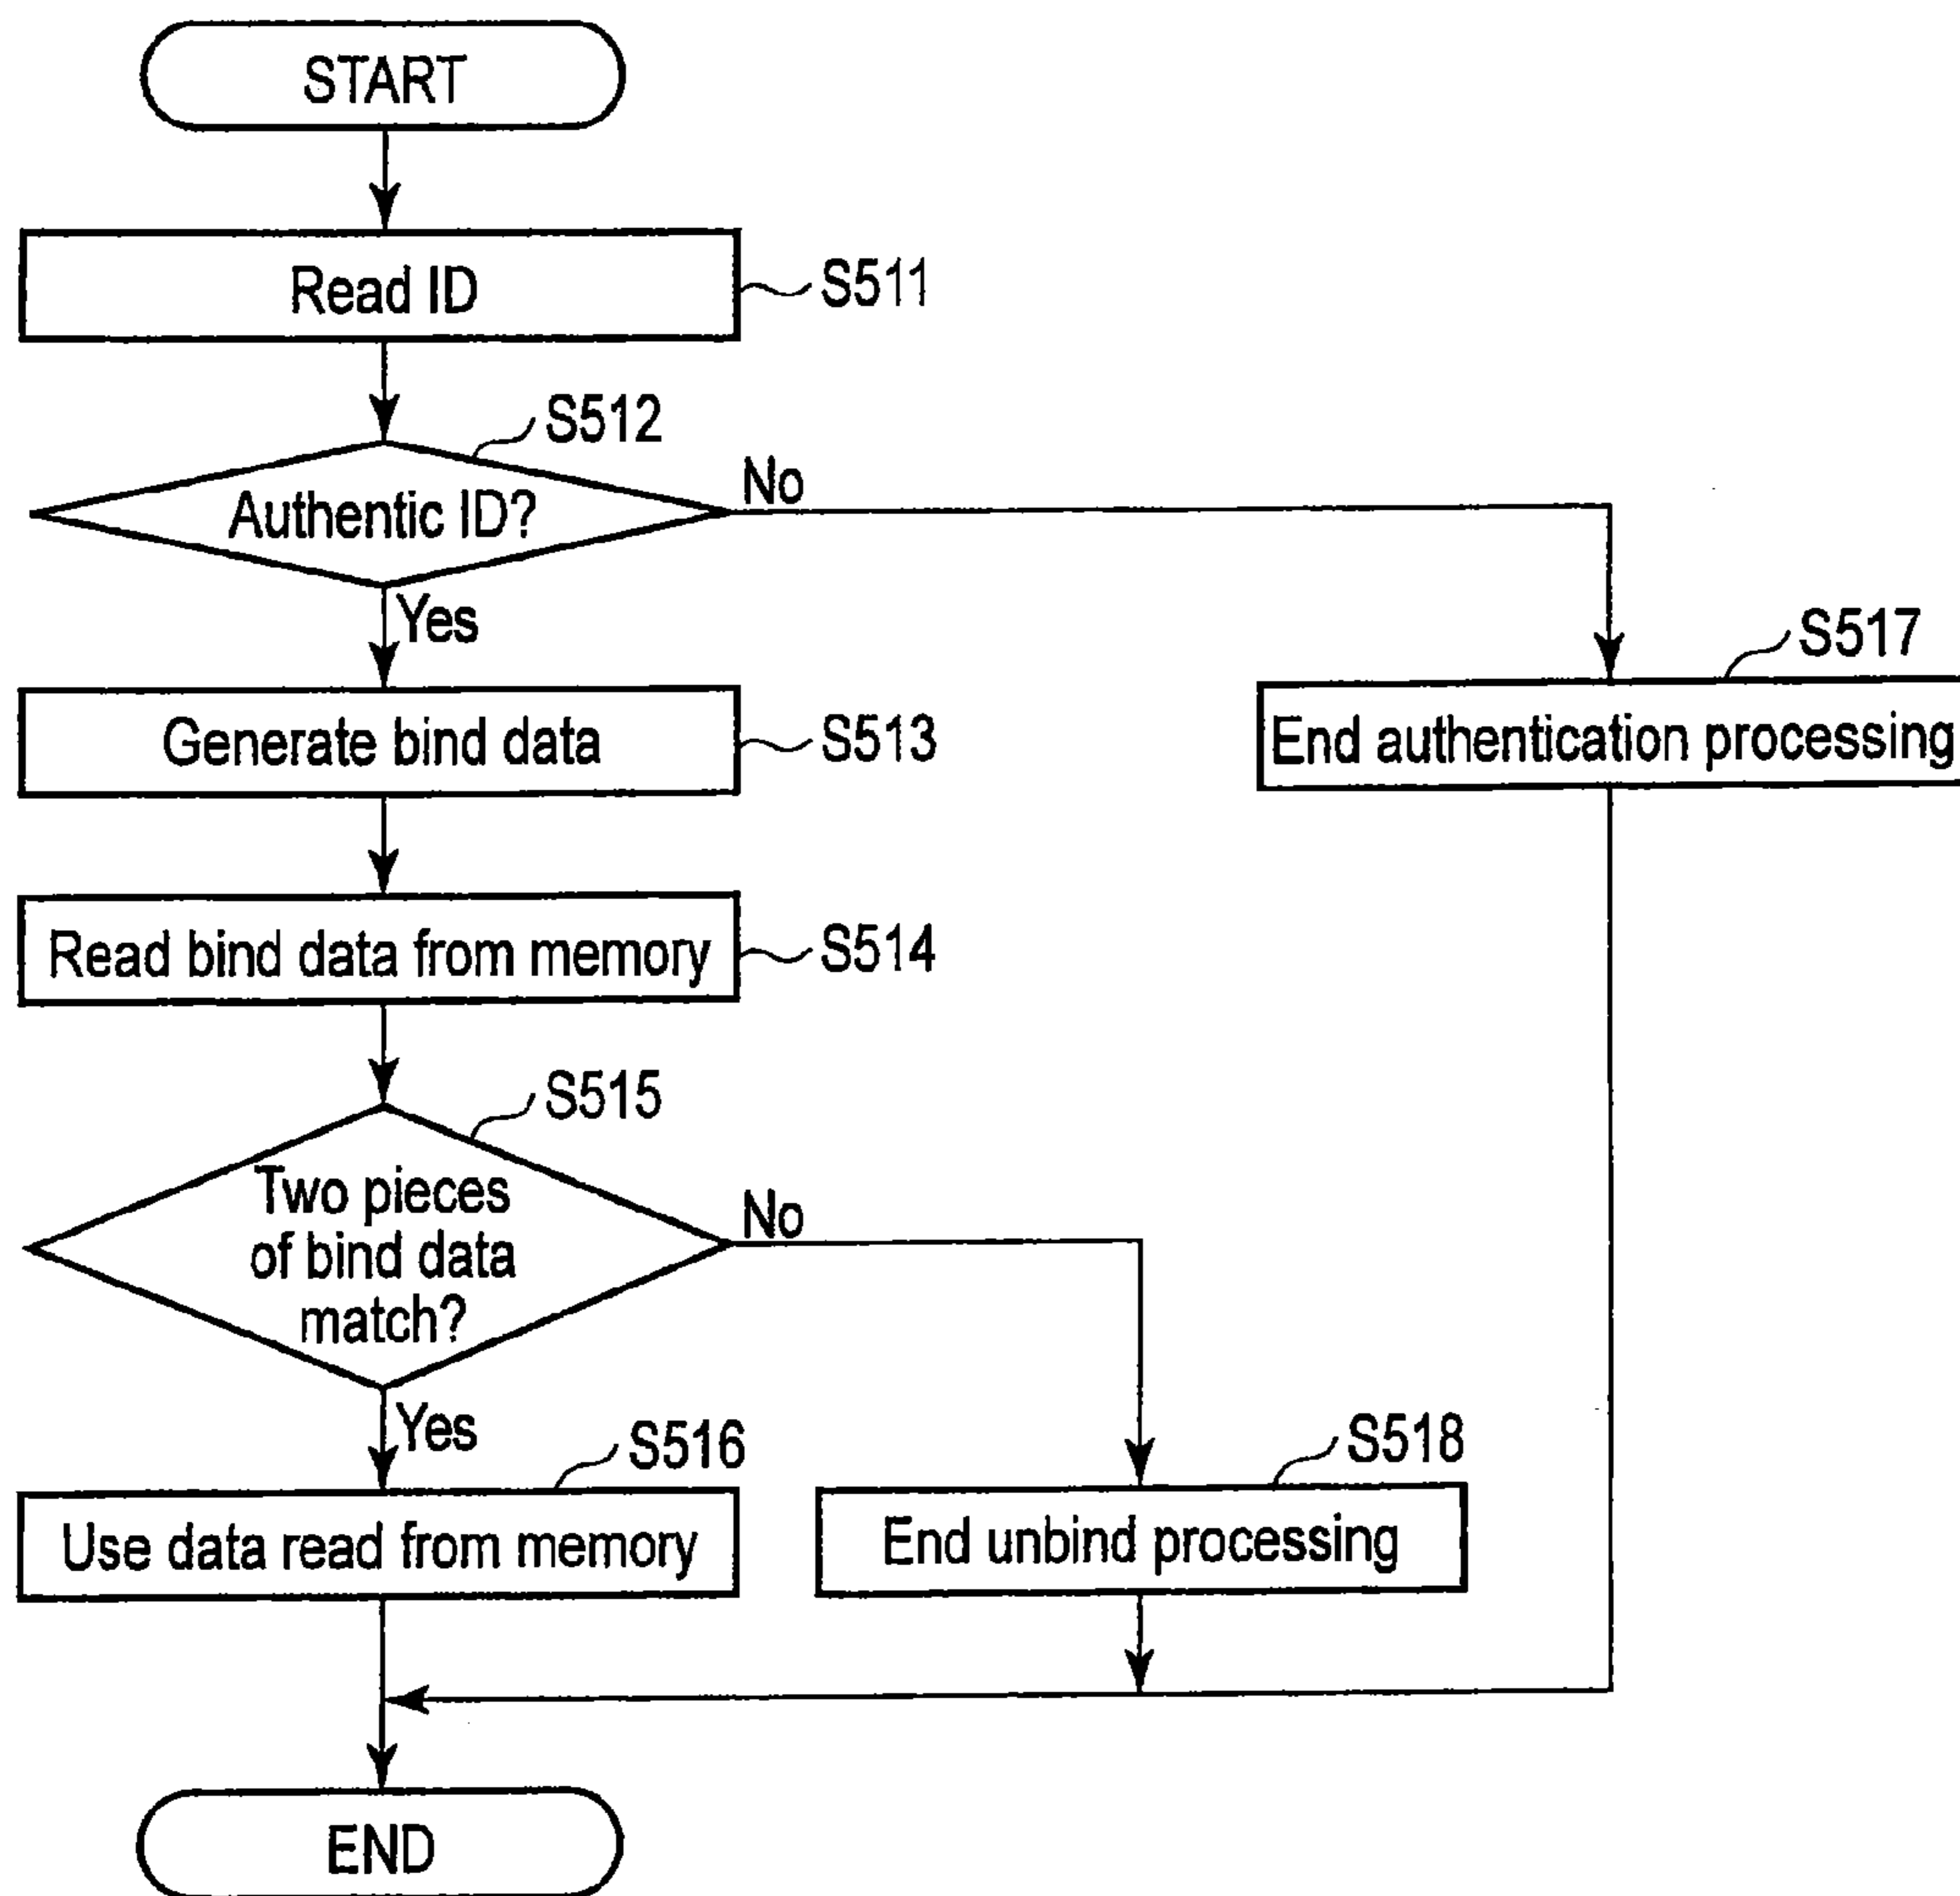 START
Read ID
S511
S512
Authentic ID?
No
Yes
Generate bind data
S513
S517
End authentication processing
Read bind data from memory
S514
S515
Two pieces
of bind data
match?
No
Yes
S516
Use data read from memory
S518
End unbind processing
END